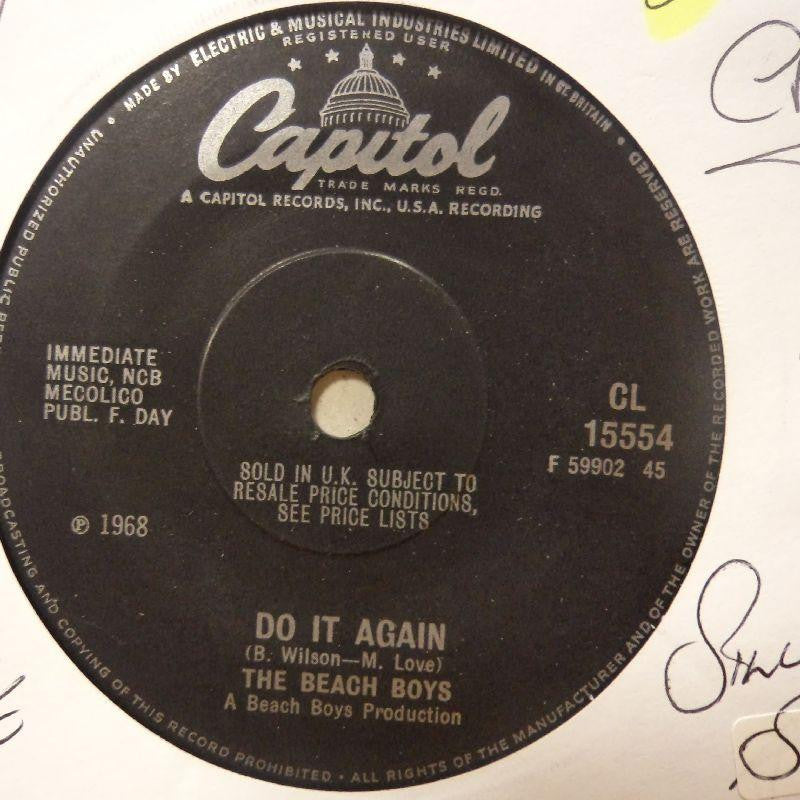 MADE BY ELECTRIC & MUSICAL INDUSTRIES LIMITED IN GT. BRITAIN
REGISTERED USER
Capitol
TRADE MARKS REGD.
A CAPITOL RECORDS, INC., U.S.A. RECORDING
IMMEDIATE
MUSIC, NCB
MECOLICO
PUBL. F. DAY
CL
15554
F 59902 45
SOLD IN U.K. SUBJECT TO
RESALE PRICE CONDITIONS,
SEE PRICE LISTS
℗ 1968
DO IT AGAIN
(B. Wilson—M. Love)
THE BEACH BOYS
A Beach Boys Production
UNAUTHORIZED PUBLIC BROADCASTING AND COPYING OF THIS RECORD PROHIBITED • ALL RIGHTS OF THE MANUFACTURER AND OF THE OWNER OF THE RECORDED WORK ARE RESERVED •